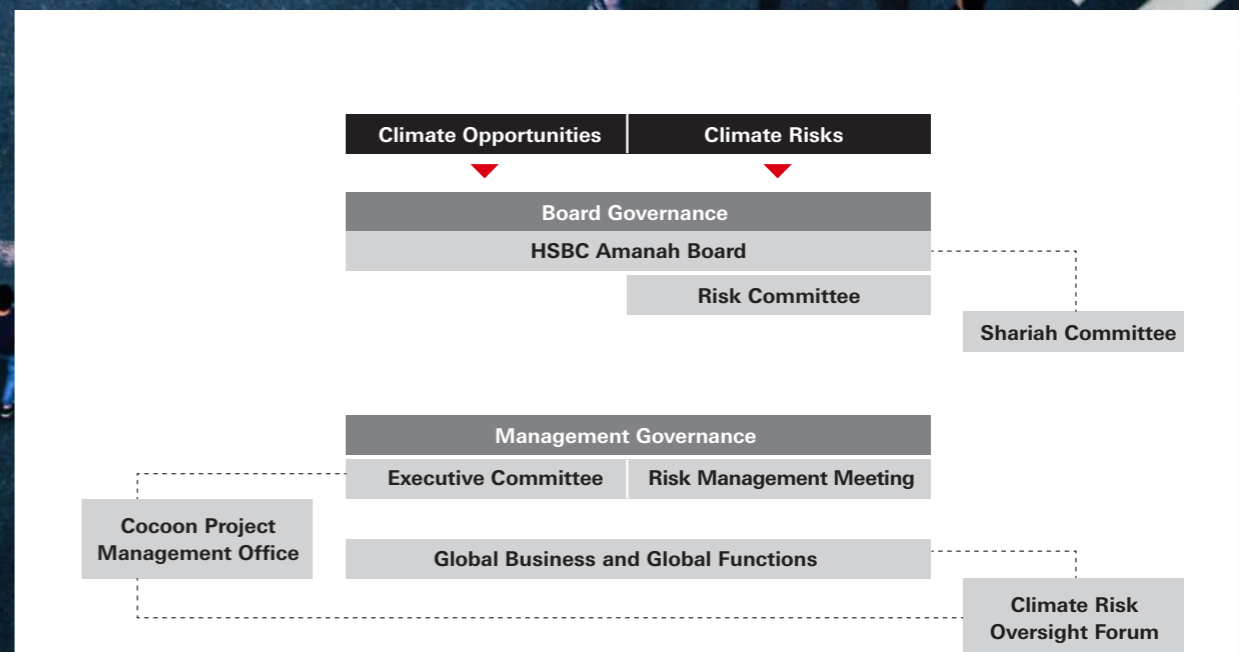 Climate Opportunities
Climate Risks
Board Governance
HSBC Amanah Board
Risk Committee
Shariah Committee
Management Governance
Executive Committee
Risk Management Meeting
Cocoon Project
Management Office
Global Business and Global Functions
Climate Risk
Oversight Forum